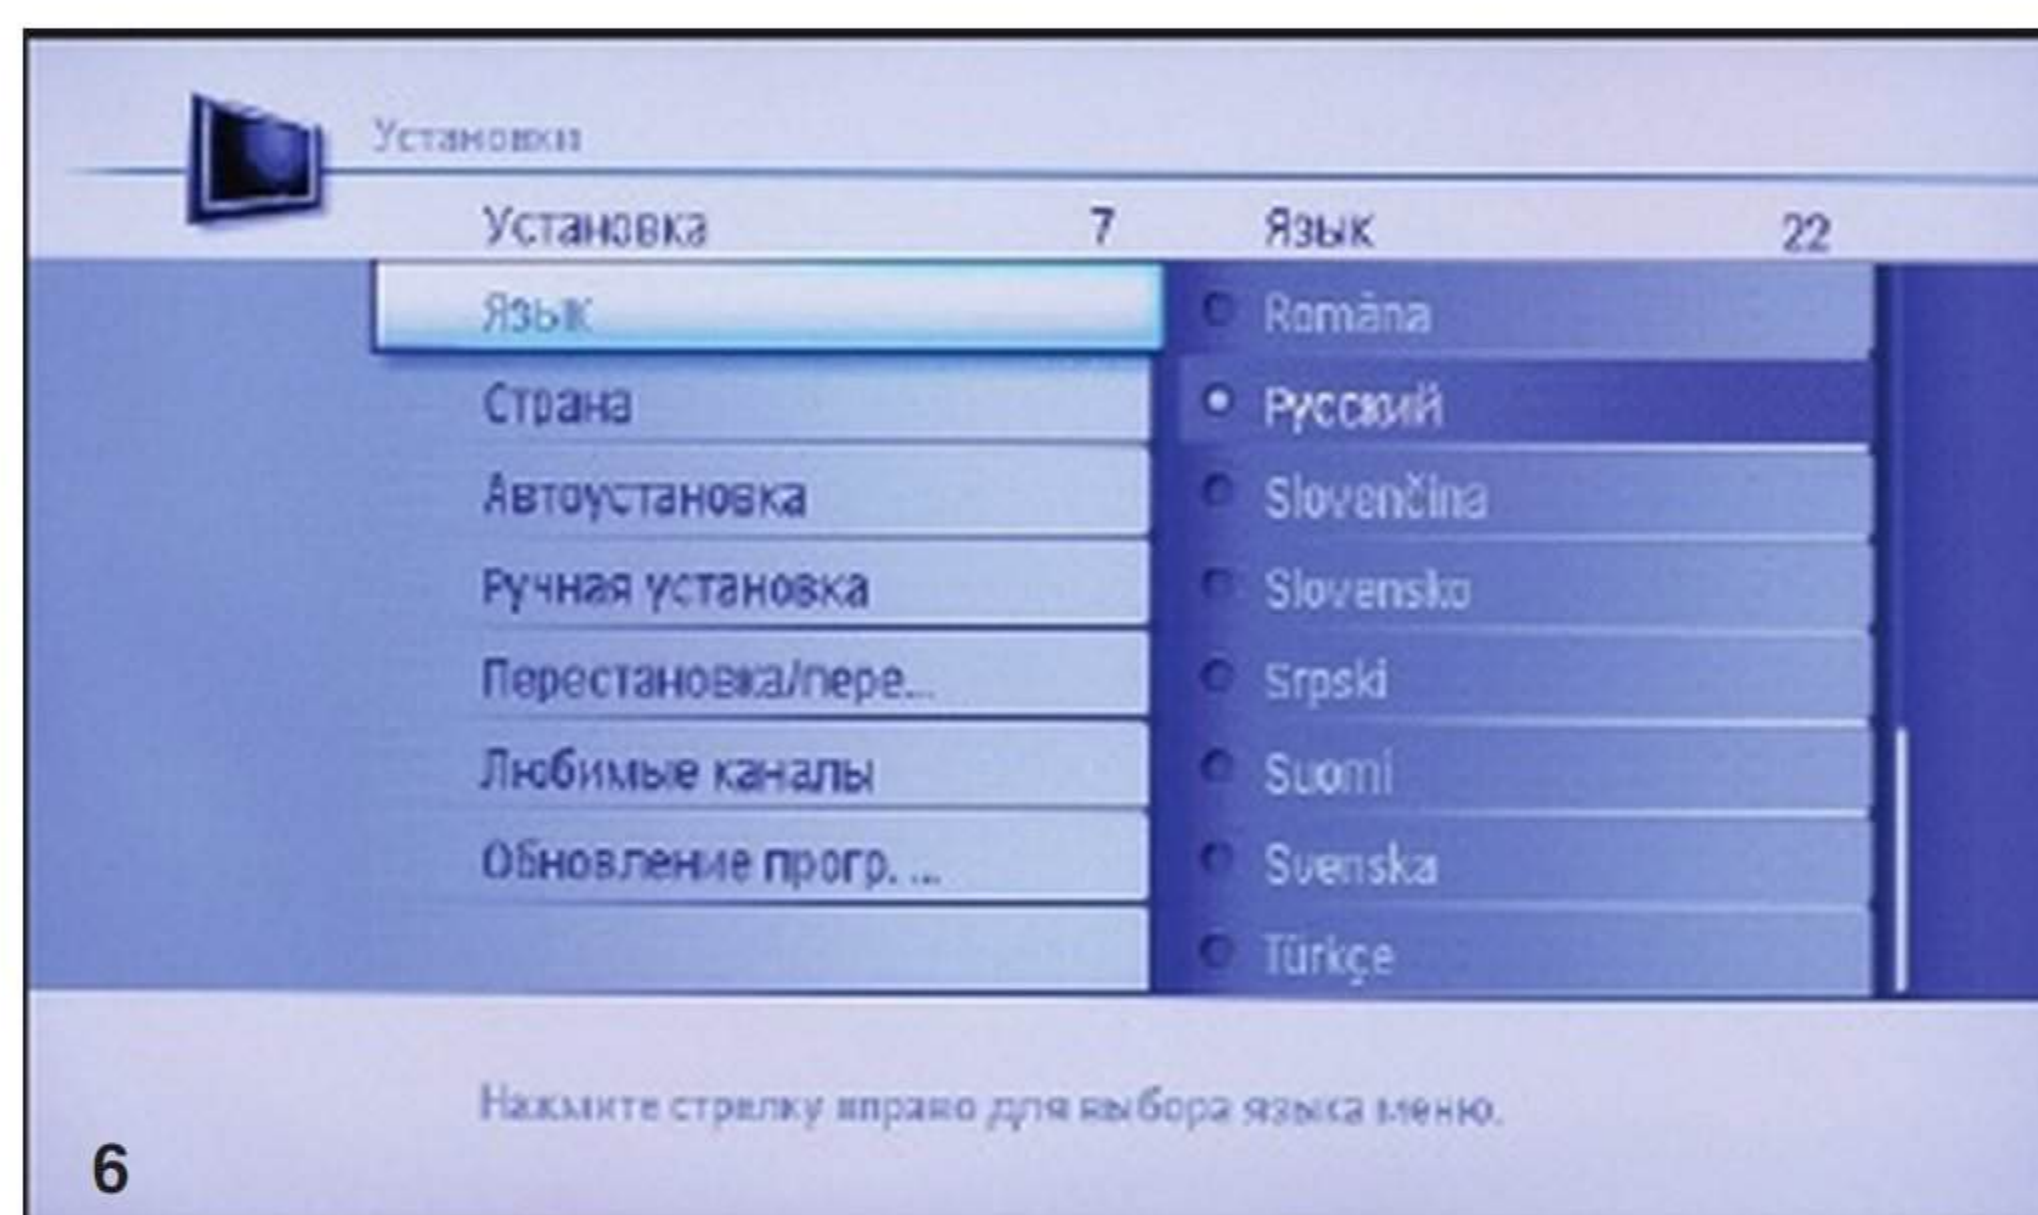 Установки
Установка 7 Язык 22
Язык
Страна
Автоустановка
Ручная установка
Перестановка/пере...
Любимые каналы
Обновление прогр. ...
Română
Русский
Slovenčina
Slovensko
Srpski
Suomi
Svenska
Türkçe
Нажмите стрелку вправо для выбора языка меню.
6